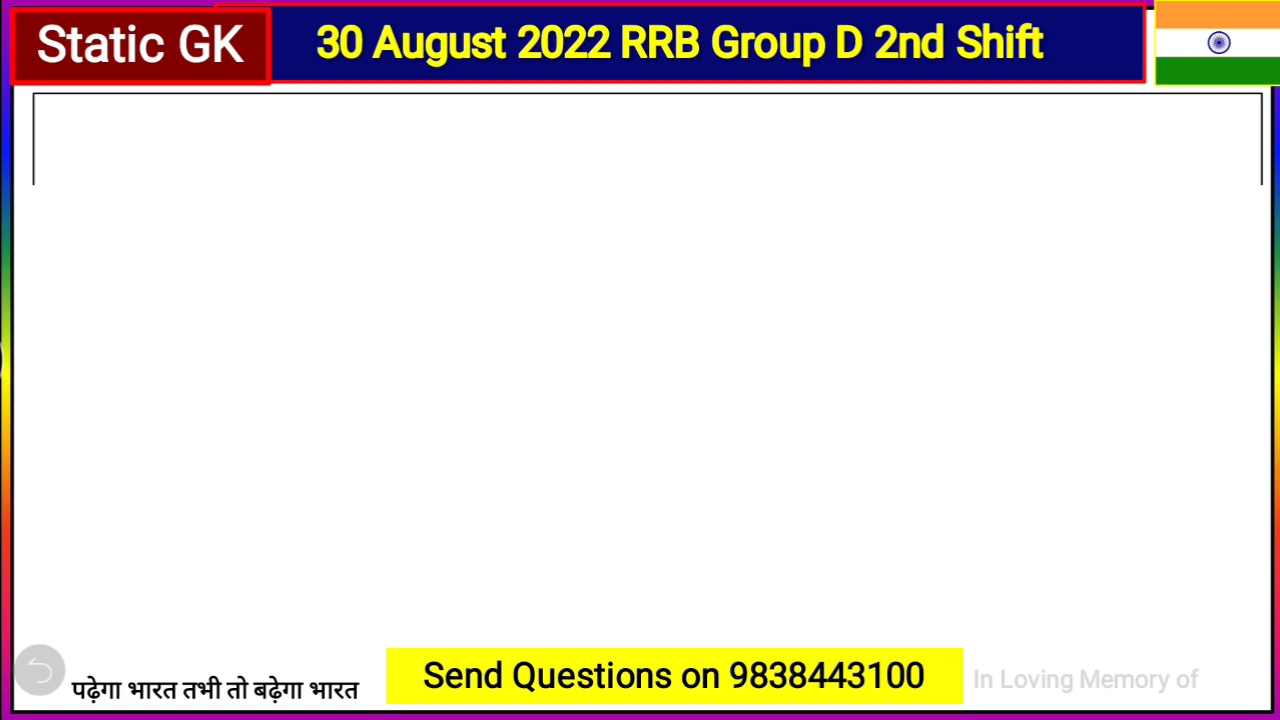 Static GK
30 August 2022 RRB Group D 2nd Shift
पढ़ेगा भारत तभी तो बढ़ेगा भारत
Send Questions on 9838443100
In Loving Memory of